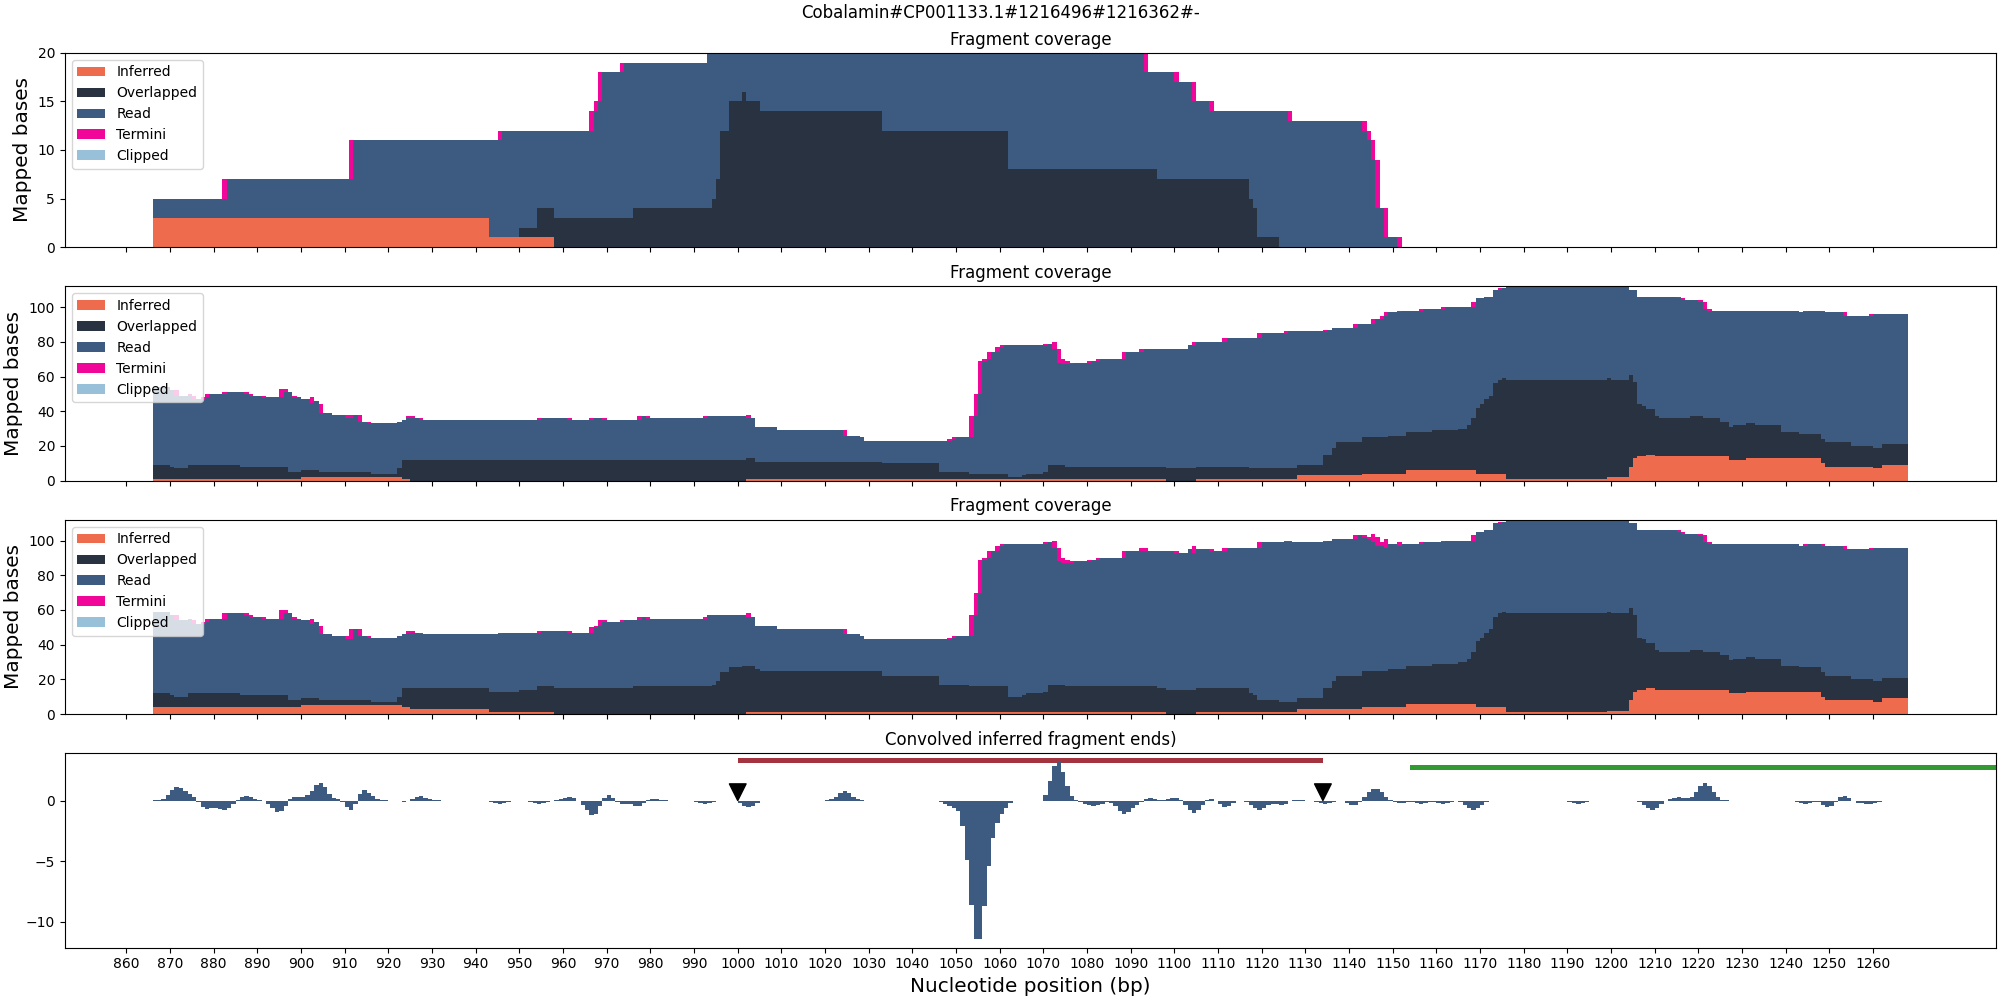 Cobalamin#CP001133.1#1216496#1216362#-
Fragment coverage
Mapped bases
20
15
10
5
0
Inferred
Overlapped
Read
Termini
Clipped
Fragment coverage
Mapped bases
100
80
60
40
20
0
Inferred
Overlapped
Read
Termini
Clipped
Fragment coverage
Mapped bases
100
80
60
40
20
0
Inferred
Overlapped
Read
Termini
Clipped
Convolved inferred fragment ends)
0
−5
−10
860 870 880 890 900 910 920 930 940 950 960 970 980 990 1000 1010 1020 1030 1040 1050 1060 1070 1080 1090 1100 1110 1120 1130 1140 1150 1160 1170 1180 1190 1200 1210 1220 1230 1240 1250 1260
Nucleotide position (bp)